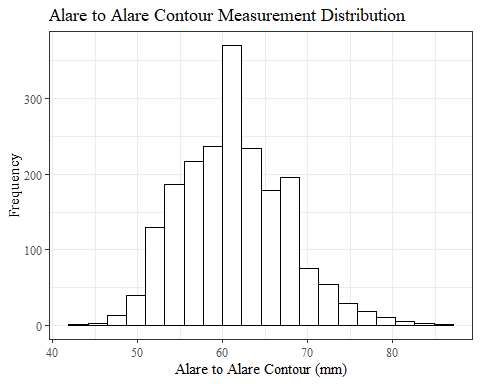 Alare to Alare Contour Measurement Distribution
Frequency
300
200
100
0
40 50 60 70 80
Alare to Alare Contour (mm)